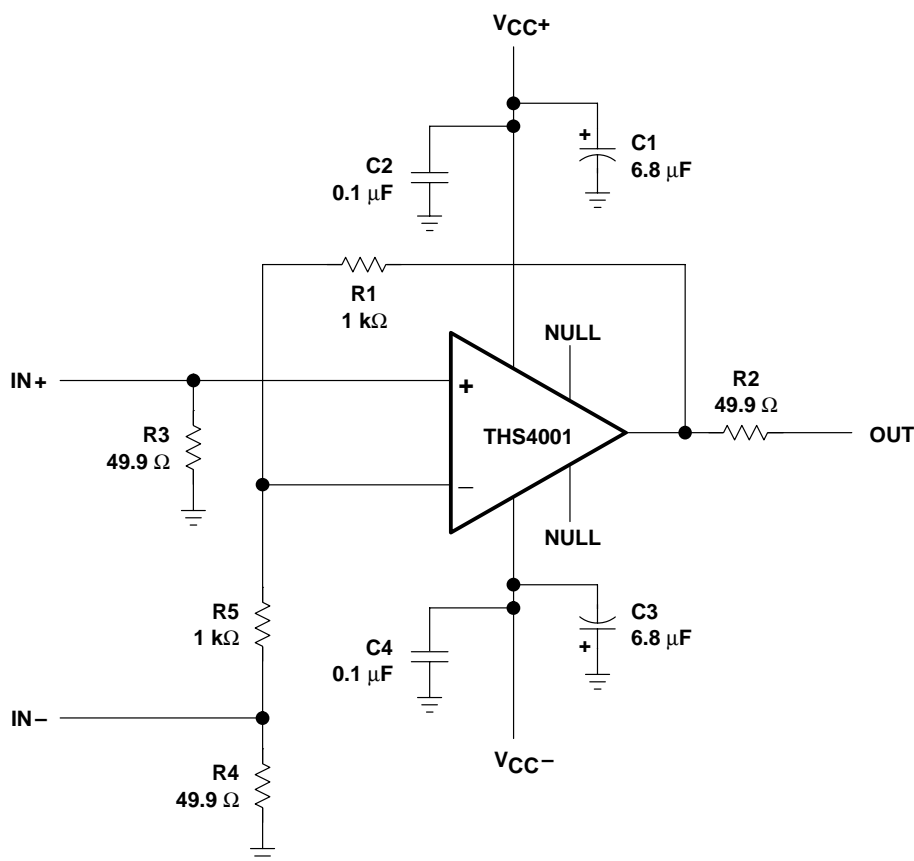 VCC+
C2
0.1 µF
+
C1
6.8 µF
R1
1 kΩ
NULL
IN+
R3
49.9 Ω
+
THS4001
−
R2
49.9 Ω
OUT
NULL
R5
1 kΩ
C4
0.1 µF
C3
6.8 µF
+
IN−
R4
49.9 Ω
VCC−